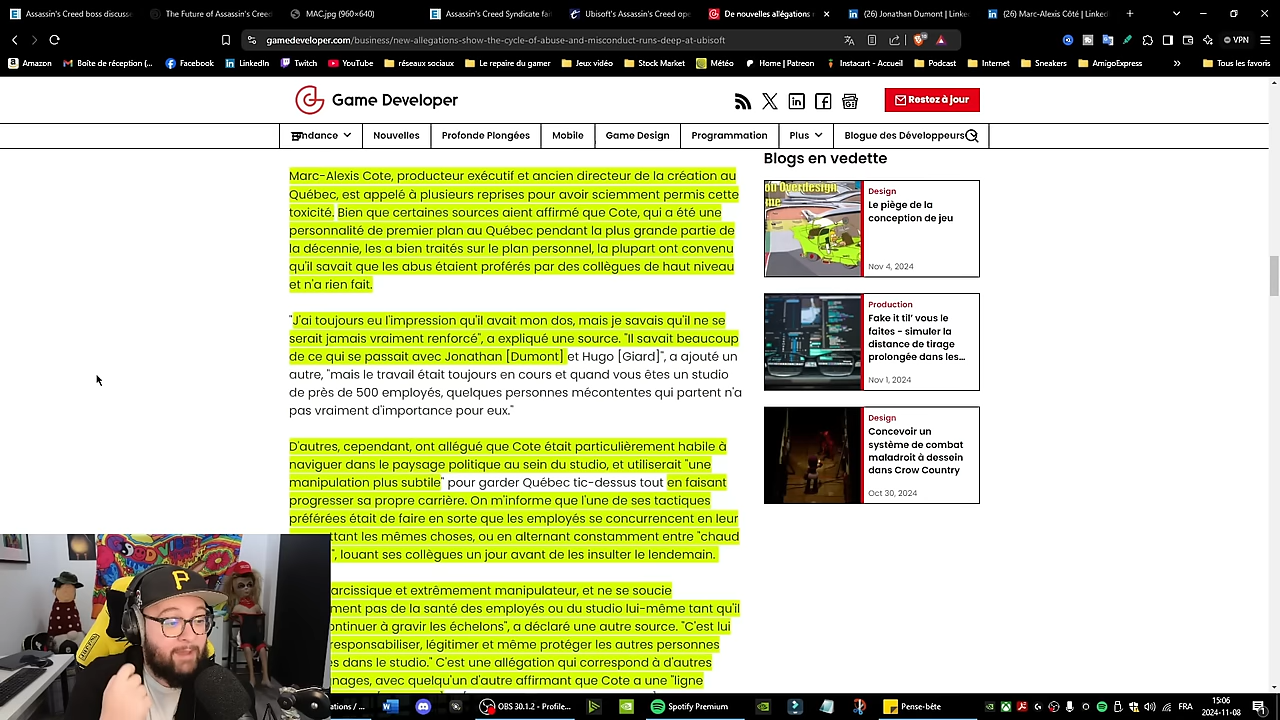 Assassin's Creed boss discuss
The Future of Assassin's Creed
MAC.jpg (960×640)
Assassin's Creed Syndicate fai
Ubisoft's Assassin's Creed ope
De nouvelles allégations
(26) Jonathan Dumont | Linke
(26) Marc-Alexis Côté | Linked
gamedeveloper.com/business/new-allegations-show-the-cycle-of-abuse-and-misconduct-runs-deep-at-ubisoft
VPN
Amazon
Boîte de réception (...
Facebook
LinkedIn
Twitch
YouTube
réseaux sociaux
Le repaire du gamer
Jeux vidéo
Stock Market
Météo
Home | Patreon
Instacart - Accueil
Podcast
Internet
Sneakers
AmigoExpress
Tous les favoris
Game Developer
Restez à jour
ndance
Nouvelles
Profonde Plongées
Mobile
Game Design
Programmation
Plus
Blogue des Développeurs
Marc-Alexis Cote, producteur exécutif et ancien directeur de la création au
Québec, est appelé à plusieurs reprises pour avoir sciemment permis cette
toxicité. Bien que certaines sources aient affirmé que Cote, qui a été une
personnalité de premier plan au Québec pendant la plus grande partie de
la décennie, les a bien traités sur le plan personnel, la plupart ont convenu
qu'il savait que les abus étaient proférés par des collègues de haut niveau
et n'a rien fait.
"J'ai toujours eu l'impression qu'il avait mon dos, mais je savais qu'il ne se
serait jamais vraiment renforcé", a expliqué une source. "Il savait beaucoup
de ce qui se passait avec Jonathan [Dumont] et Hugo [Giard]", a ajouté un
autre, "mais le travail était toujours en cours et quand vous êtes un studio
de près de 500 employés, quelques personnes mécontentes qui partent n'a
pas vraiment d'importance pour eux."
D'autres, cependant, ont allégué que Cote était particulièrement habile à
naviguer dans le paysage politique au sein du studio, et utiliserait "une
manipulation plus subtile" pour garder Québec tic-dessus tout en faisant
progresser sa propre carrière. On m'informe que l'une de ses tactiques
préférées était de faire en sorte que les employés se concurrencent en leur
ttant les mêmes choses, ou en alternant constamment entre "chaud
", louant ses collègues un jour avant de les insulter le lendemain.
arcissique et extrêmement manipulateur, et ne se soucie
ment pas de la santé des employés ou du studio lui-même tant qu'il
ontinuer à gravir les échelons", a déclaré une autre source. "C'est lui
responsabiliser, légitimer et même protéger les autres personnes
s dans le studio." C'est une allégation qui correspond à d'autres
nages, avec quelqu'un d'autre affirmant que Cote a une "ligne
Blogs en vedette
Design
Le piège de la
conception de jeu
Nov 4, 2024
Production
Fake it til' vous le
faites - simuler la
distance de tirage
prolongée dans les...
Nov 1, 2024
Design
Concevoir un
système de combat
maladroit à dessein
dans Crow Country
Oct 30, 2024
OBS 30.1.2 - Profile...
Spotify Premium
Pense-bête
FRA
15:06
2024-11-08